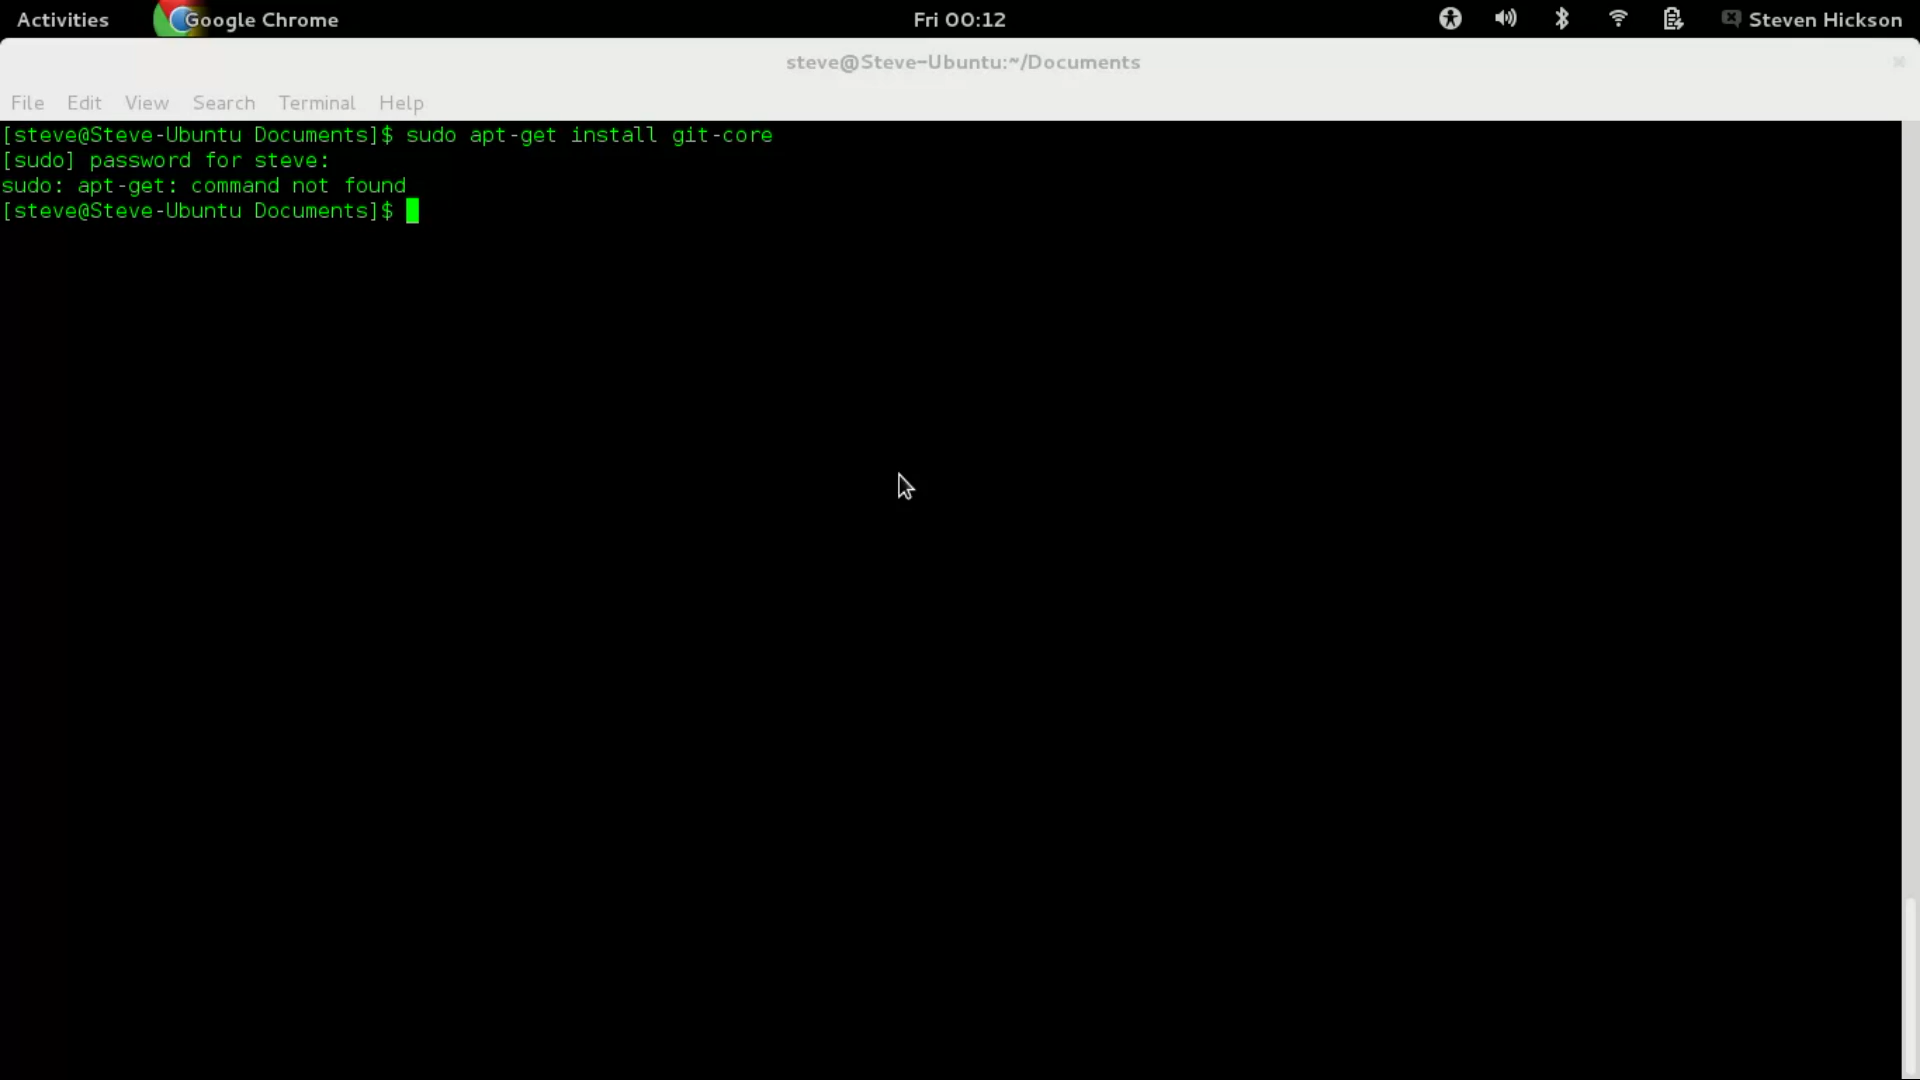 Activities Google Chrome Fri 00:12 Steven Hickson
steve@Steve-Ubuntu:~/Documents
File Edit View Search Terminal Help
[steve@Steve-Ubuntu Documents]$ sudo apt-get install git-core
[sudo] password for steve:
sudo: apt-get: command not found
[steve@Steve-Ubuntu Documents]$